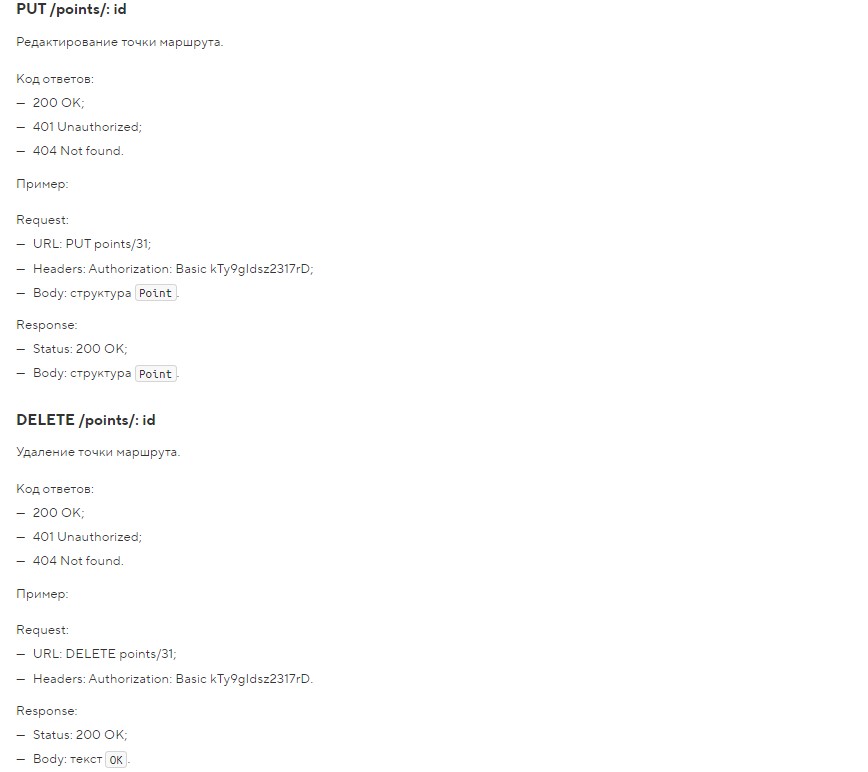 PUT /points/: id
Редактирование точки маршрута.
Код ответов:
— 200 OK;
— 401 Unauthorized;
— 404 Not found.
Пример:
Request:
— URL: PUT points/31;
— Headers: Authorization: Basic kTy9gIdsz2317rD;
— Body: структура Point.
Response:
— Status: 200 OK;
— Body: структура Point.
DELETE /points/: id
Удаление точки маршрута.
Код ответов:
— 200 OK;
— 401 Unauthorized;
— 404 Not found.
Пример:
Request:
— URL: DELETE points/31;
— Headers: Authorization: Basic kTy9gIdsz2317rD.
Response:
— Status: 200 OK;
— Body: текст OK.